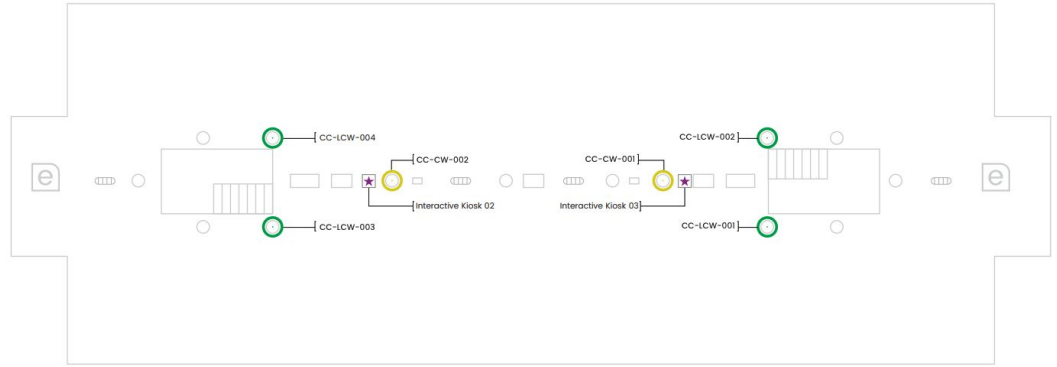 CC-LCW-004
CC-LCW-002
CC-CW-002
CC-CW-001
e
e
Interactive Kiosk 02
Interactive Kiosk 03
CC-LCW-003
CC-LCW-001